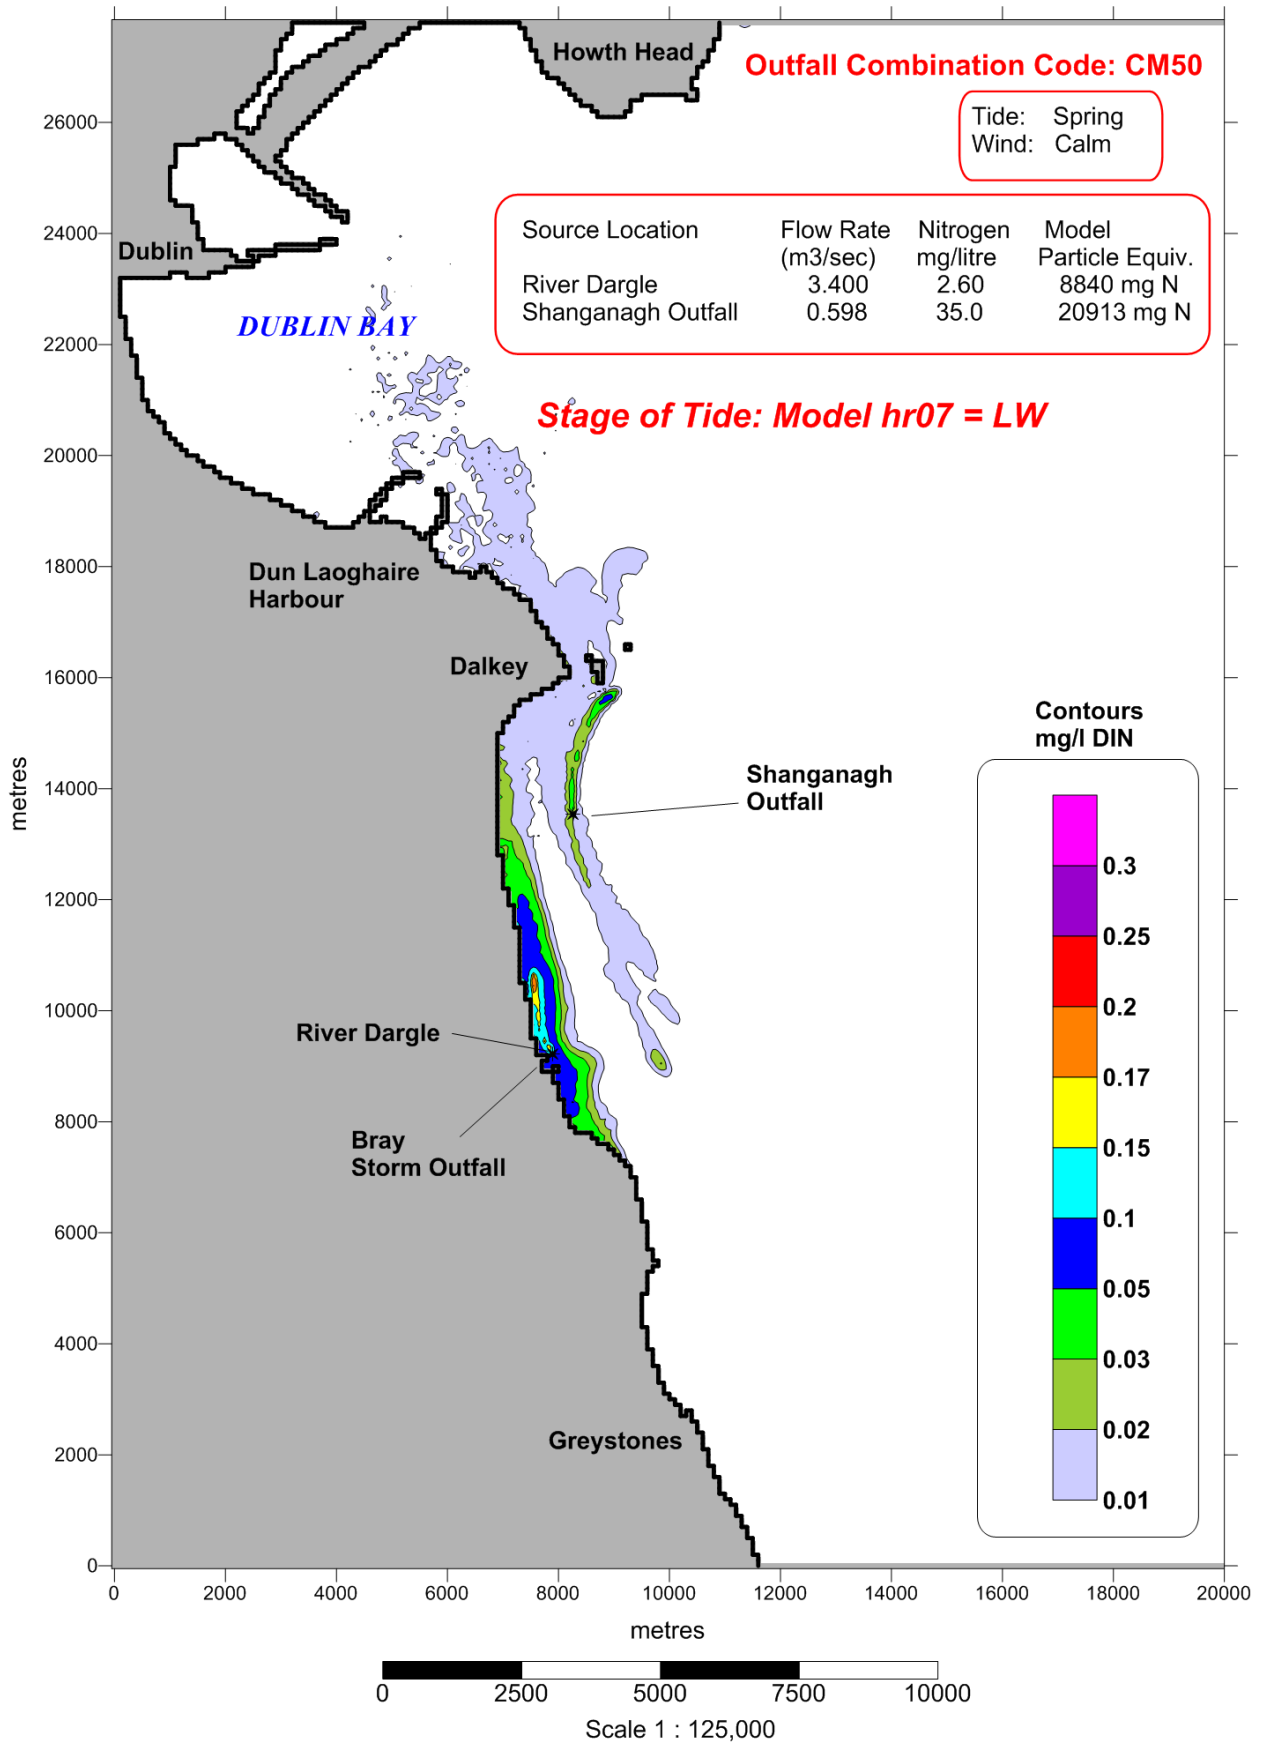 Howth Head
Outfall Combination Code: CM50
Tide: Spring
Wind: Calm
Source Location Flow Rate Nitrogen Model
(m3/sec) mg/litre Particle Equiv.
River Dargle 3.400 2.60 8840 mg N
Shanganagh Outfall 0.598 35.0 20913 mg N
Dublin
DUBLIN BAY
Stage of Tide: Model hr07 = LW
Dun Laoghaire
Harbour
Dalkey
Shanganagh
Outfall
River Dargle
Bray
Storm Outfall
Greystones
Contours
mg/l DIN
0.3
0.25
0.2
0.17
0.15
0.1
0.05
0.03
0.02
0.01
metres
26000
24000
22000
20000
18000
16000
14000
12000
10000
8000
6000
4000
2000
0
0 2000 4000 6000 8000 10000 12000 14000 16000 18000 20000
metres
0 2500 5000 7500 10000
Scale 1 : 125,000